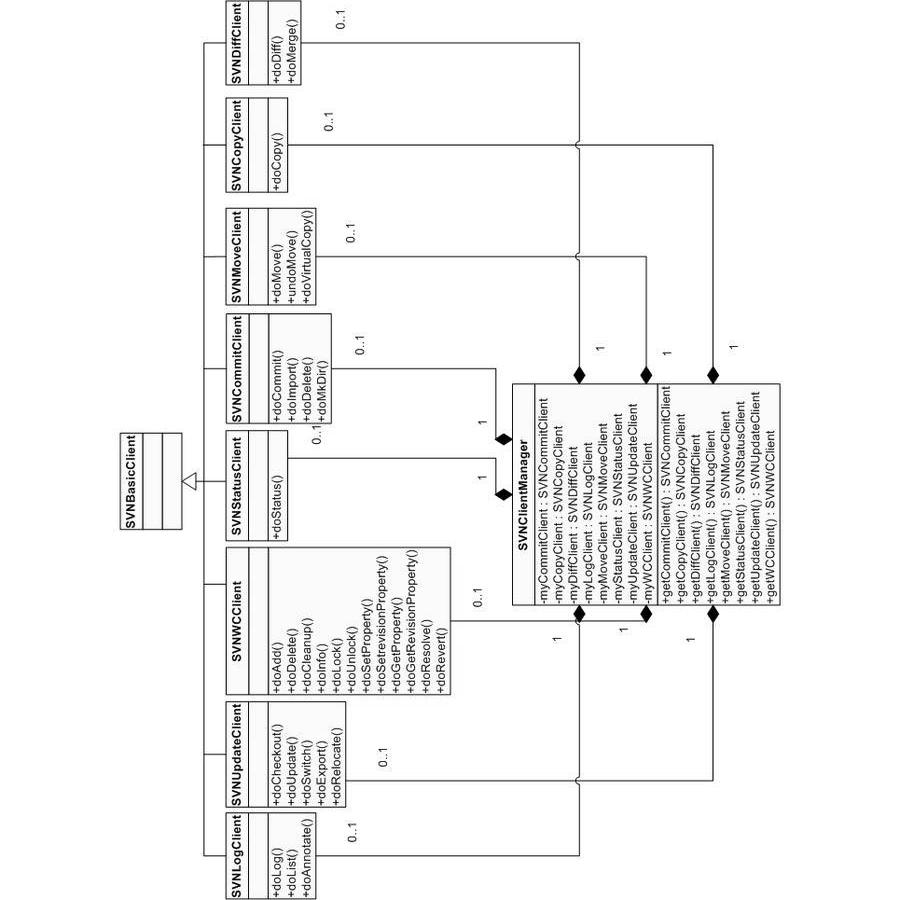 SVNBasicClient
SVNLogClient
+doLog()
+doList()
+doAnnotate()
SVNUpdateClient
+doCheckout()
+doUpdate()
+doSwitch()
+doExport()
+doRelocate()
SVNWCClient
+doAdd()
+doDelete()
+doCleanup()
+doInfo()
+doLock()
+doUnlock()
+doSetProperty()
+doSetrevisionProperty()
+doGetProperty()
+doGetRevisionProperty()
+doResolve()
+doRevert()
SVNStatusClient
+doStatus()
SVNCommitClient
+doCommit()
+doImport()
+doDelete()
+doMkDir()
SVNMoveClient
+doMove()
+undoMove()
+doVirtualCopy()
SVNCopyClient
+doCopy()
SVNDiffClient
+doDiff()
+doMerge()
0..1
0..1
0..1
0..1
0..1
0..1
0..1
0..1
1
1
1
1
1
1
1
1
SVNClientManager
-myCommitClient : SVNCommitClient
-myCopyClient : SVNCopyClient
-myDiffClient : SVNDiffClient
-myLogClient : SVNLogClient
-myMoveClient : SVNMoveClient
-myStatusClient : SVNStatusClient
-myUpdateClient : SVNUpdateClient
-myWCClient : SVNWCClient
+getCommitClient() : SVNCommitClient
+getCopyClient() : SVNCopyClient
+getDiffClient() : SVNDiffClient
+getLogClient() : SVNLogClient
+getMoveClient() : SVNMoveClient
+getStatusClient() : SVNStatusClient
+getUpdateClient() : SVNUpdateClient
+getWCClient() : SVNWCClient